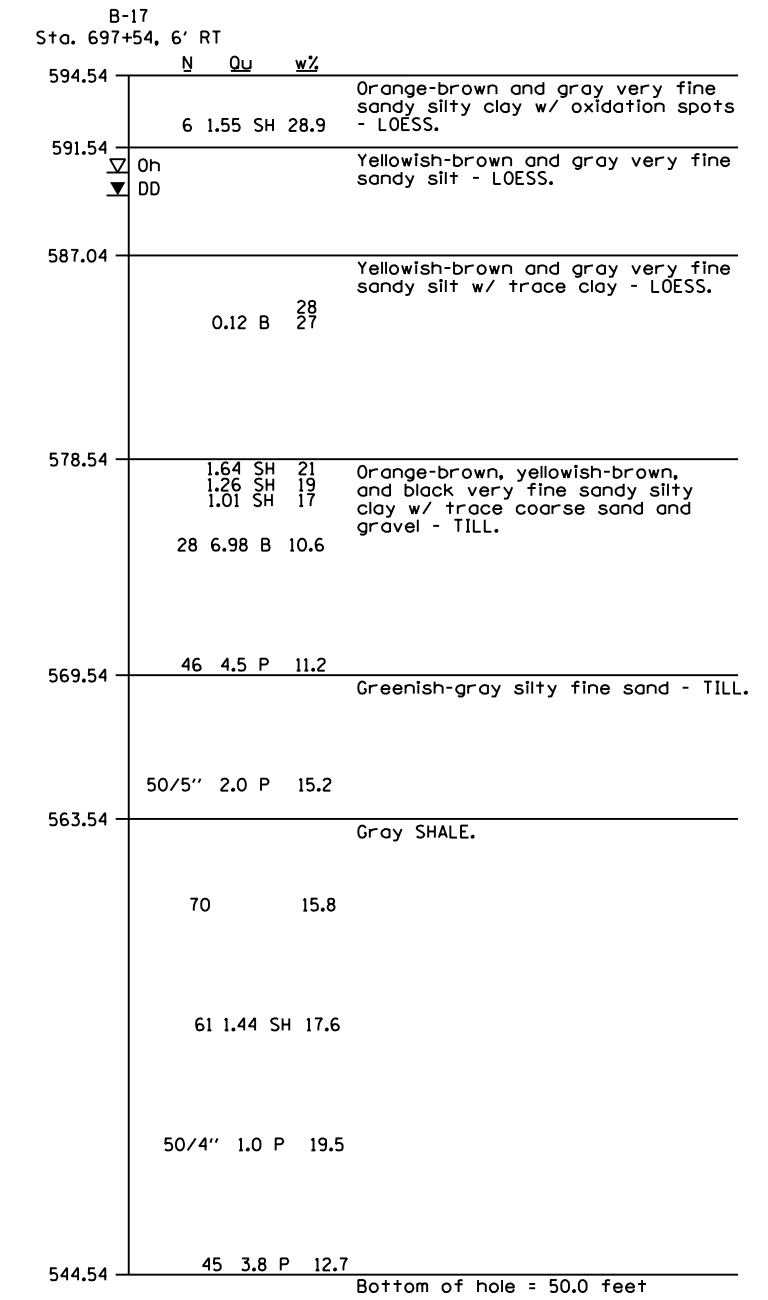 B-17
Sta. 697+54, 6' RT
N Qu w%
594.54
Orange-brown and gray very fine
sandy silty clay w/ oxidation spots
6 1.55 SH 28.9 - LOESS.
591.54
Yellowish-brown and gray very fine
0h
sandy silt - LOESS.
DD
587.04
Yellowish-brown and gray very fine
sandy silt w/ trace clay - LOESS.
28
0.12 B 27
578.54
1.64 SH 21 Orange-brown, yellowish-brown,
1.26 SH 19 and black very fine sandy silty
1.01 SH 17 clay w/ trace coarse sand and
gravel - TILL.
28 6.98 B 10.6
46 4.5 P 11.2
569.54
Greenish-gray silty fine sand - TILL.
50/5'' 2.0 P 15.2
563.54
Gray SHALE.
70 15.8
61 1.44 SH 17.6
50/4'' 1.0 P 19.5
45 3.8 P 12.7
544.54
Bottom of hole = 50.0 feet